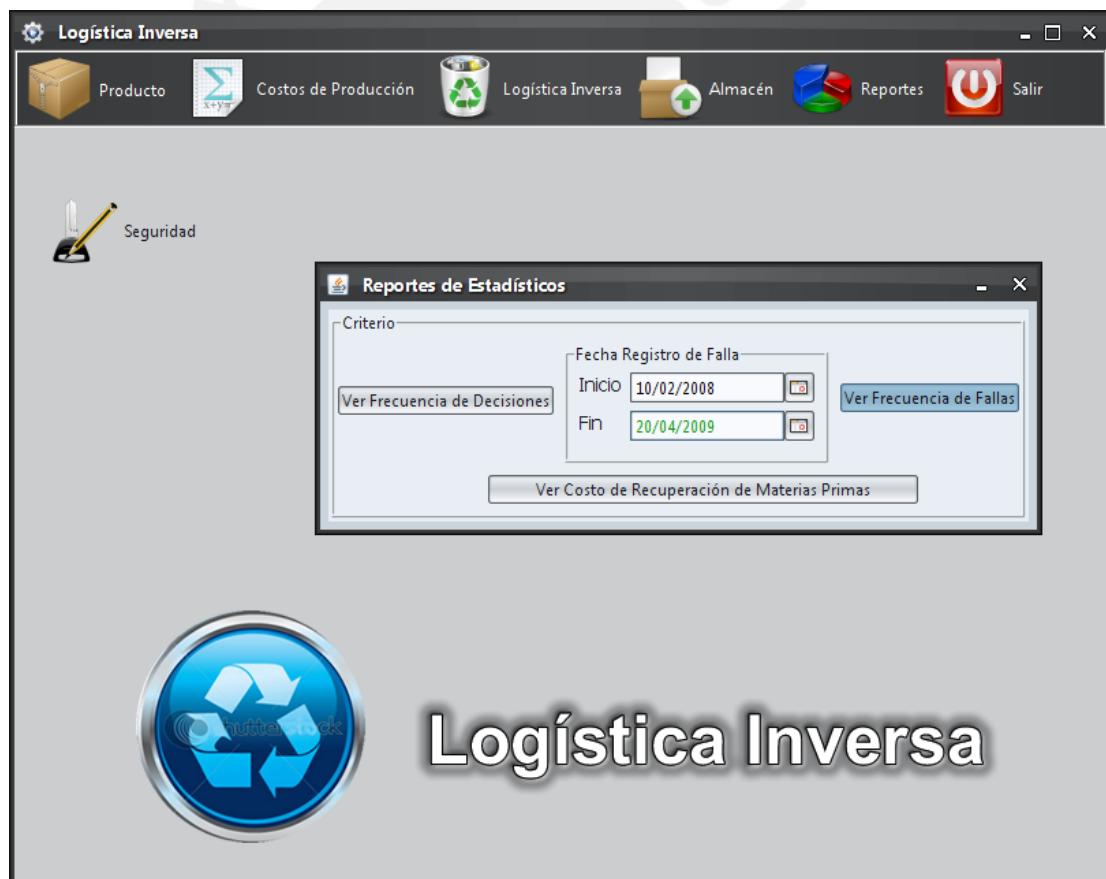 Logística Inversa
Producto
x+y=
Costos de Producción
Logística Inversa
Almacén
Reportes
Salir
Seguridad
Reportes de Estadísticos
Criterio
Fecha Registro de Falla
Inicio 10/02/2008
Ver Frecuencia de Decisiones
Ver Frecuencia de Fallas
Fin 20/04/2009
Ver Costo de Recuperación de Materias Primas
shutterstock
Logística Inversa